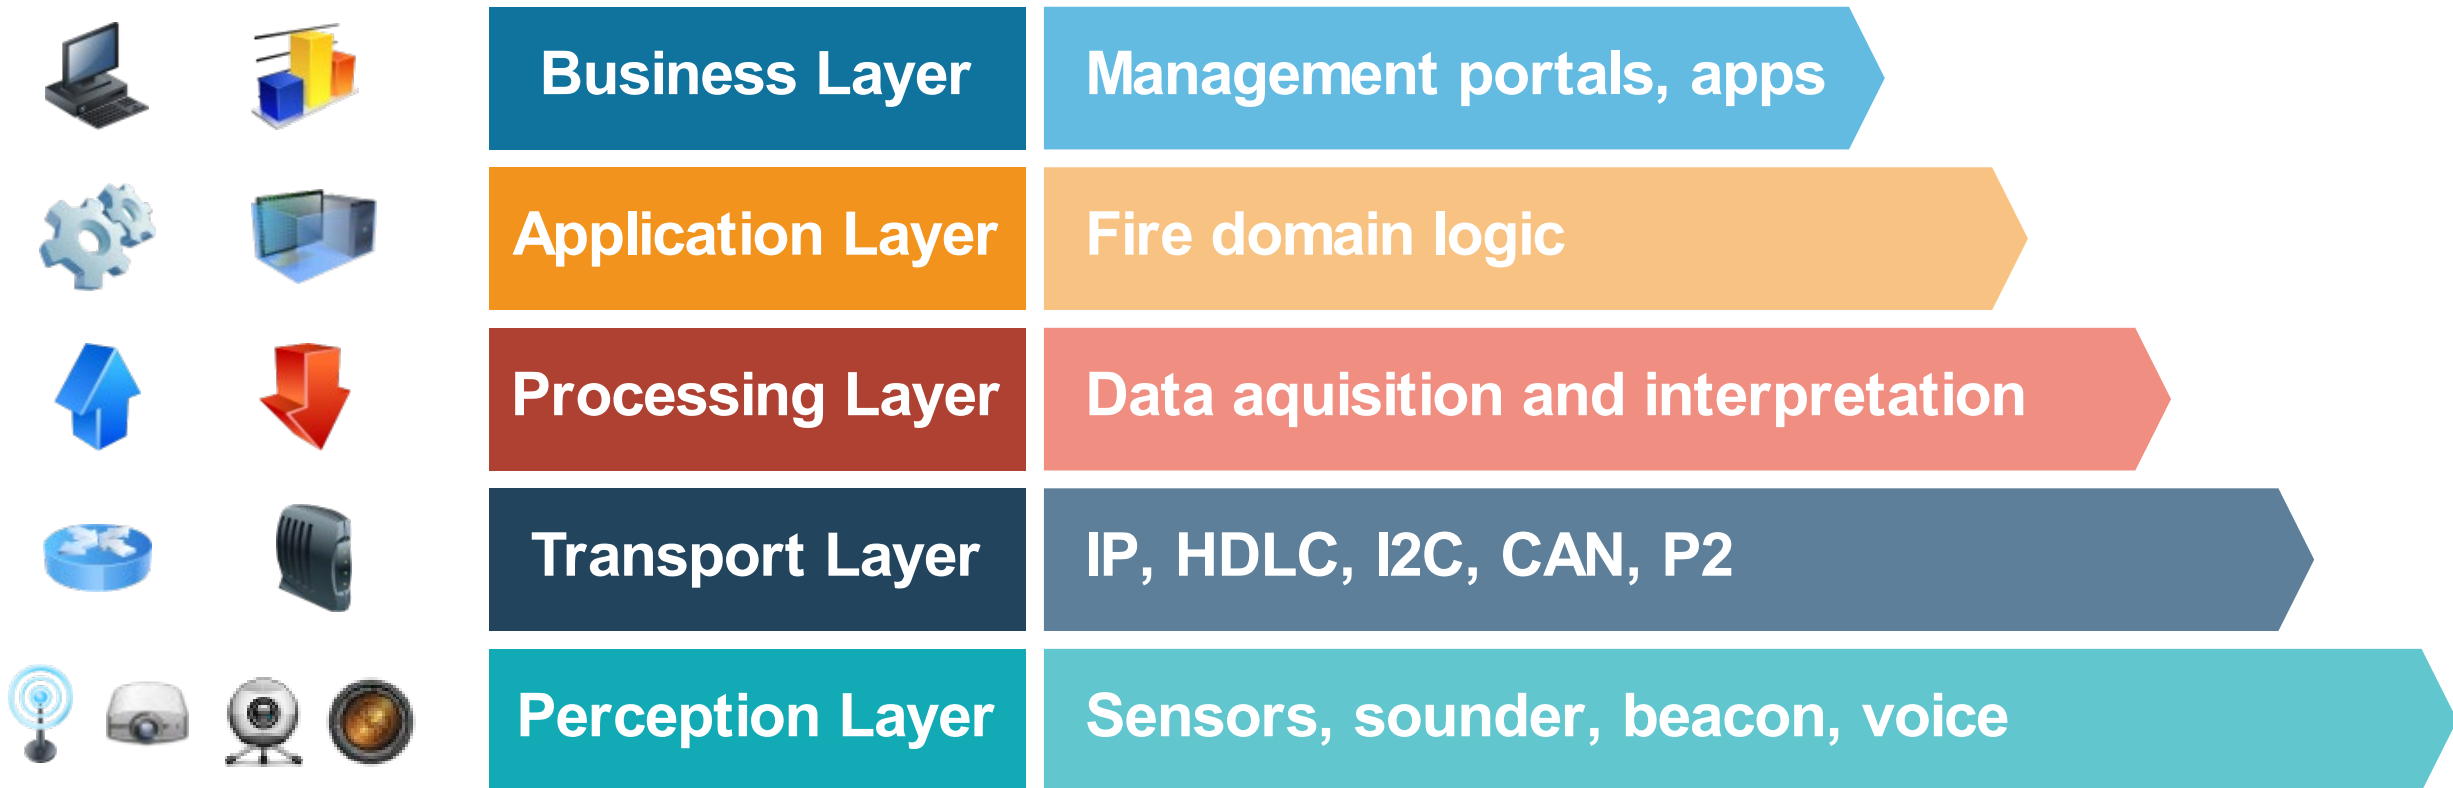 Business Layer
Management portals, apps
Application Layer
Fire domain logic
Processing Layer
Data aquisition and interpretation
Transport Layer
IP, HDLC, I2C, CAN, P2
Perception Layer
Sensors, sounder, beacon, voice